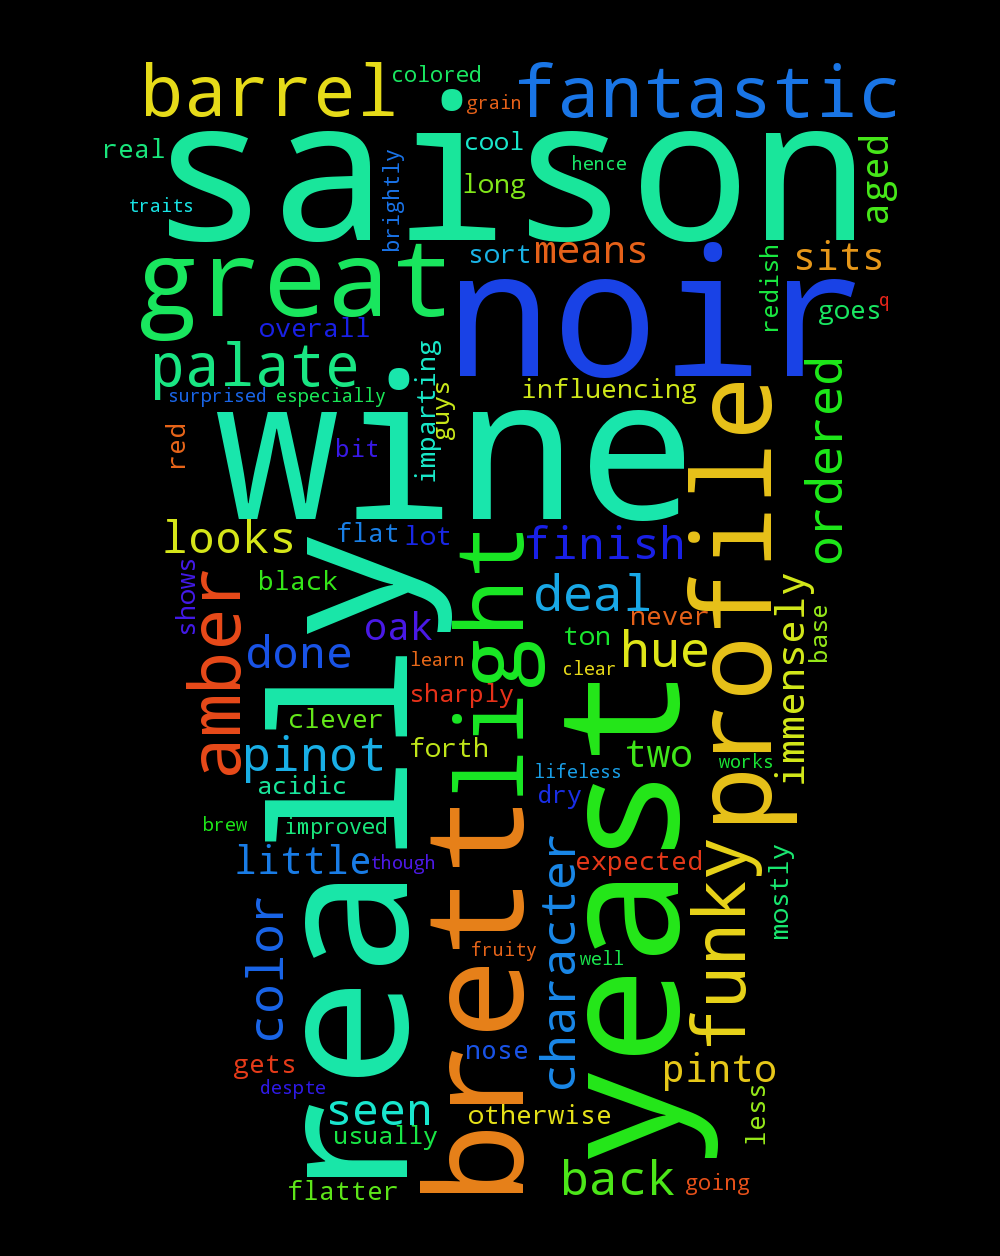 barrel
colored
grain
fantastic
real
saison
cool
hence
aged
traits
brightly
long
great
sort
means
noir
redish
sits
goes
q
overall
palate
imparting
guys
influencing
surprised
especially
ordered
red
wine
bit
profile
looks
flat
lot
finish
shows
amber
black
really
light
deal
never
immensely
base
oak
done
ton
hue
learn
clear
sharply
yeast
clever
pinot
forth
two
works
acidic
lifeless
dry
brew
improved
brett
little
though
character
expected
funky
mostly
color
fruity
well
gets
nose
pinto
despte
seen
otherwise
less
usually
back
going
flatter